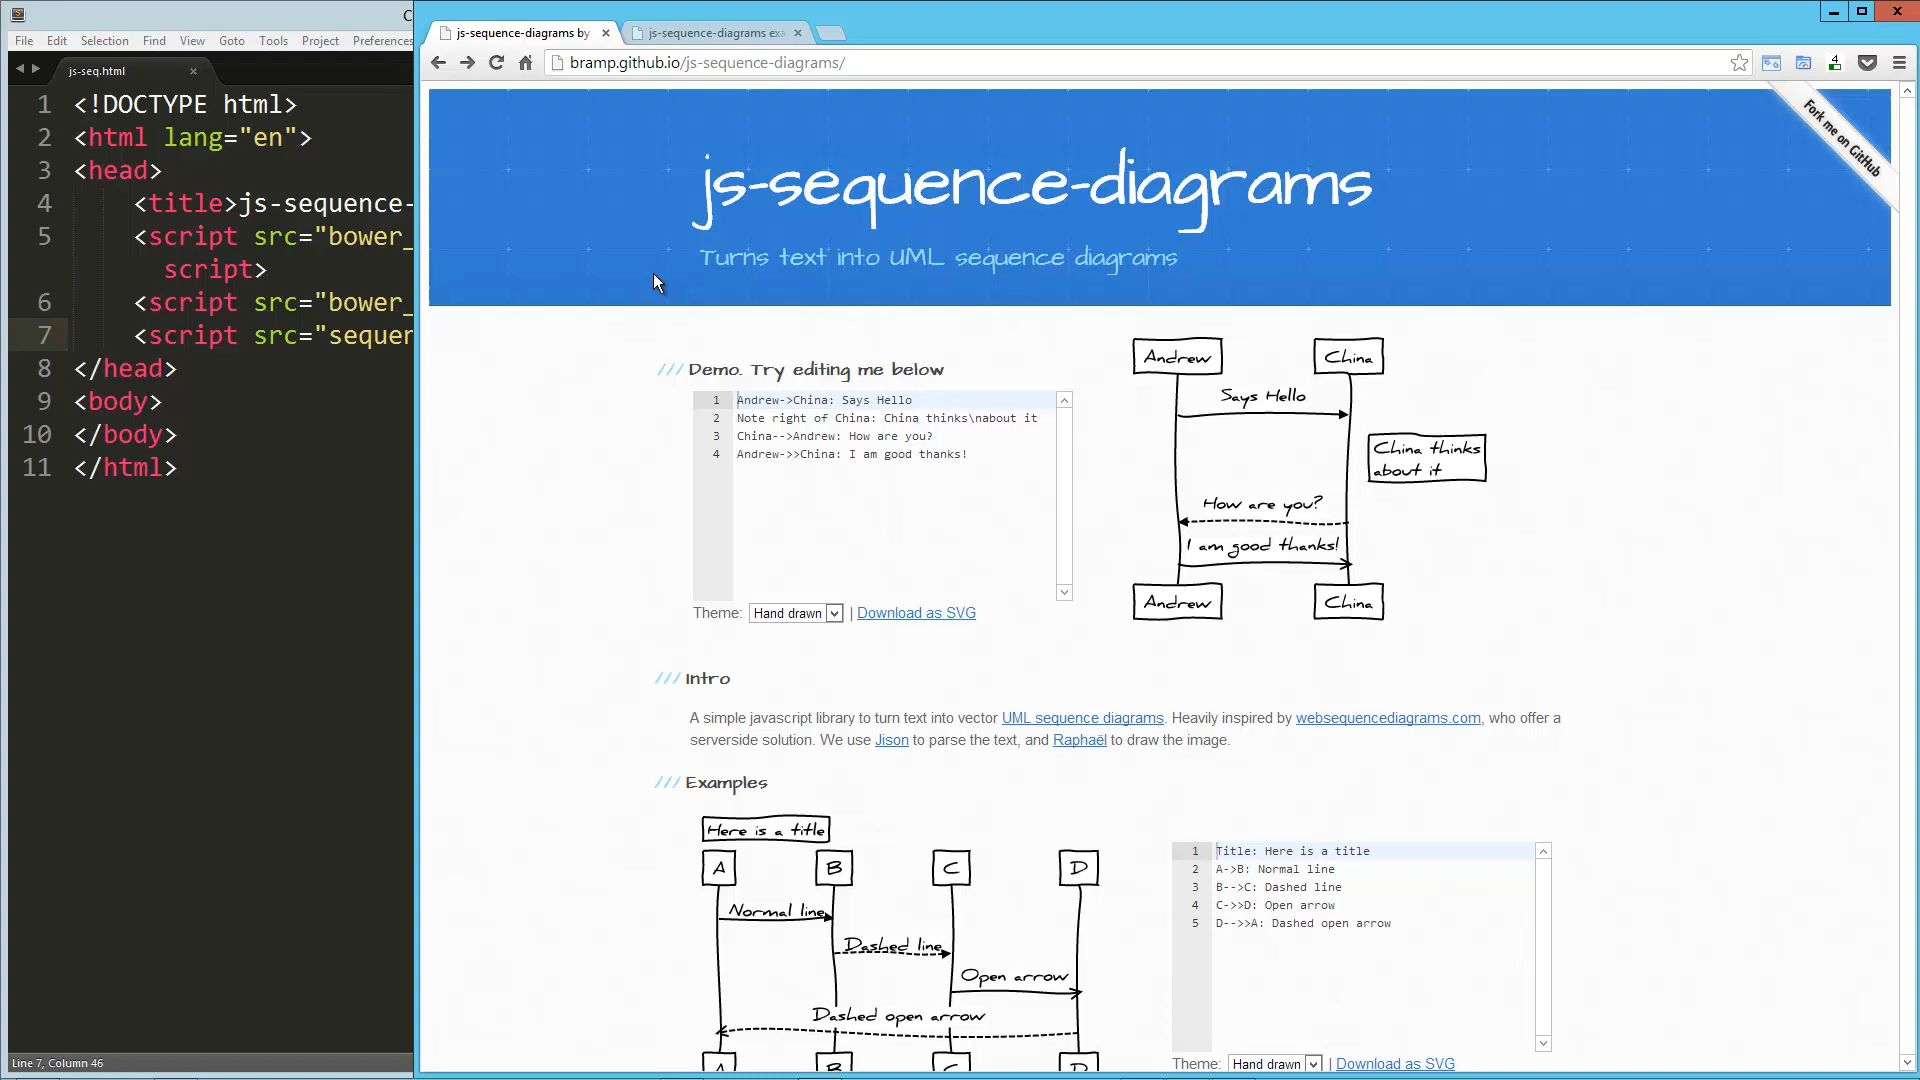 C
File Edit Selection Find View Goto Tools Project Preferences
js-seq.html
1 <!DOCTYPE html>
2 <html lang="en">
3 <head>
4 <title>js-sequence-
5 <script src="bower_
script>
6 <script src="bower_
7 <script src="sequen
8 </head>
9 <body>
10 </body>
11 </html>
Line 7, Column 46
js-sequence-diagrams by
js-sequence-diagrams exa
bramp.github.io/js-sequence-diagrams/
4
Fork me on GitHub
js-sequence-diagrams
Turns text into UML sequence diagrams
/// Demo. Try editing me below
1 Andrew->China: Says Hello
2 Note right of China: China thinks\nabout it
3 China-->Andrew: How are you?
4 Andrew->>China: I am good thanks!
Theme: Hand drawn | Download as SVG
Andrew China
Says Hello
China thinks
about it
How are you?
I am good thanks!
Andrew China
/// Intro
A simple javascript library to turn text into vector UML sequence diagrams. Heavily inspired by websequencediagrams.com, who offer a
serverside solution. We use Jison to parse the text, and Raphaël to draw the image.
/// Examples
Here is a title
A B C D
Normal line
Dashed line
Open arrow
Dashed open arrow
A B C D
1 Title: Here is a title
2 A->B: Normal line
3 B-->C: Dashed line
4 C->>D: Open arrow
5 D-->>A: Dashed open arrow
Theme: Hand drawn | Download as SVG